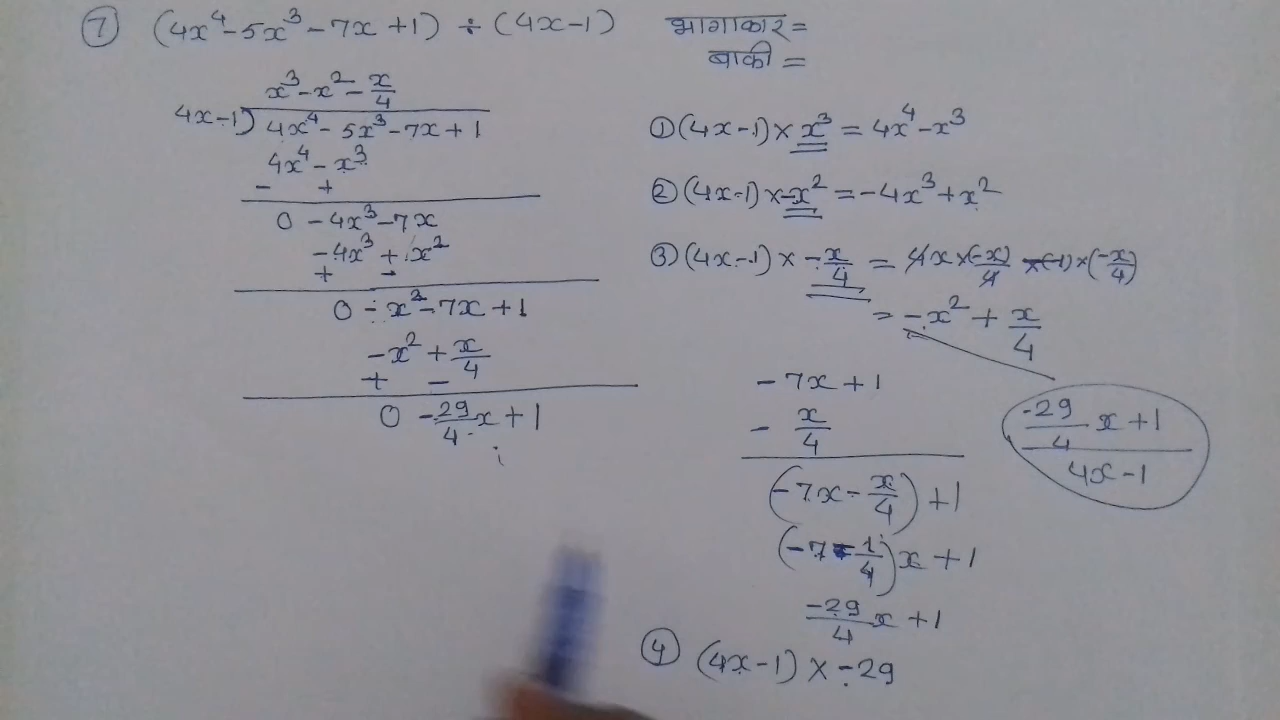 ⑦ (4x⁴-5x³-7x+1) ÷ (4x-1) भागाकार =
बाकी =
x³-x²-x/4
4x-1) 4x⁴-5x³-7x+1
4x⁴-x³
- +
0 -4x³-7x
-4x³+x²
+ -
0 -x²-7x+1
-x²+x/4
+ -
0 -29/4 x+1
① (4x-1)× x³ = 4x⁴-x³
② (4x-1)×-x² = -4x³+x²
③ (4x-1)× -x/4 = 4x×(-x)/4 (-1)×(-x/4)
= -x²+x/4
-7x+1
- x/4
(-7x-x/4)+1
(-7-1/4)x+1
-29/4 x+1
-29/4 x+1
4x-1
④ (4x-1)×-29